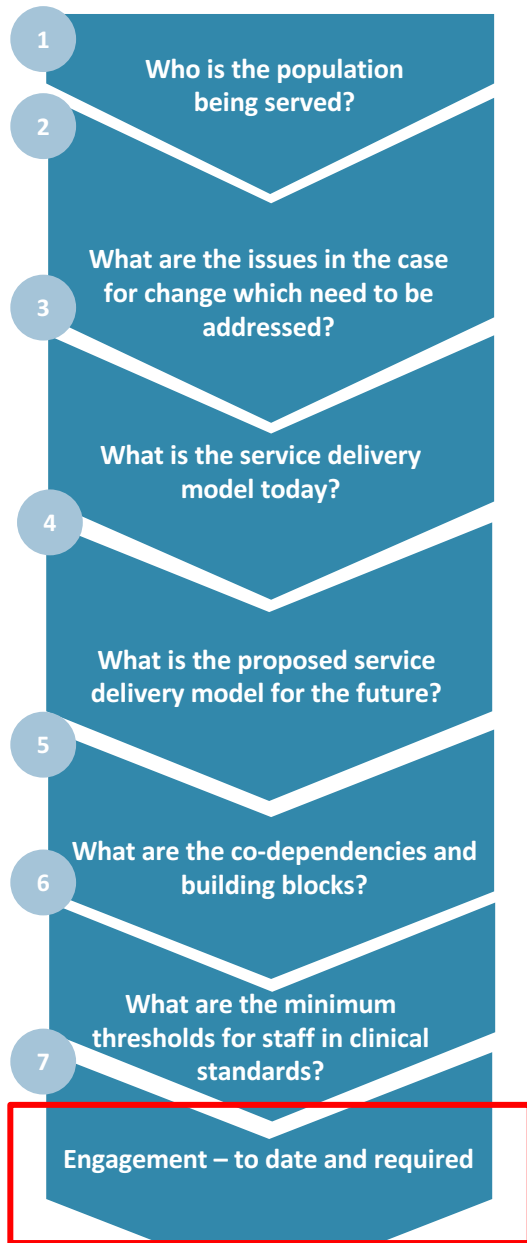 1
Who is the population
being served?
2
What are the issues in the case
for change which need to be
addressed?
3
What is the service delivery
model today?
4
What is the proposed service
delivery model for the future?
5
What are the co-dependencies and
building blocks?
6
What are the minimum
thresholds for staff in clinical
standards?
7
Engagement – to date and required